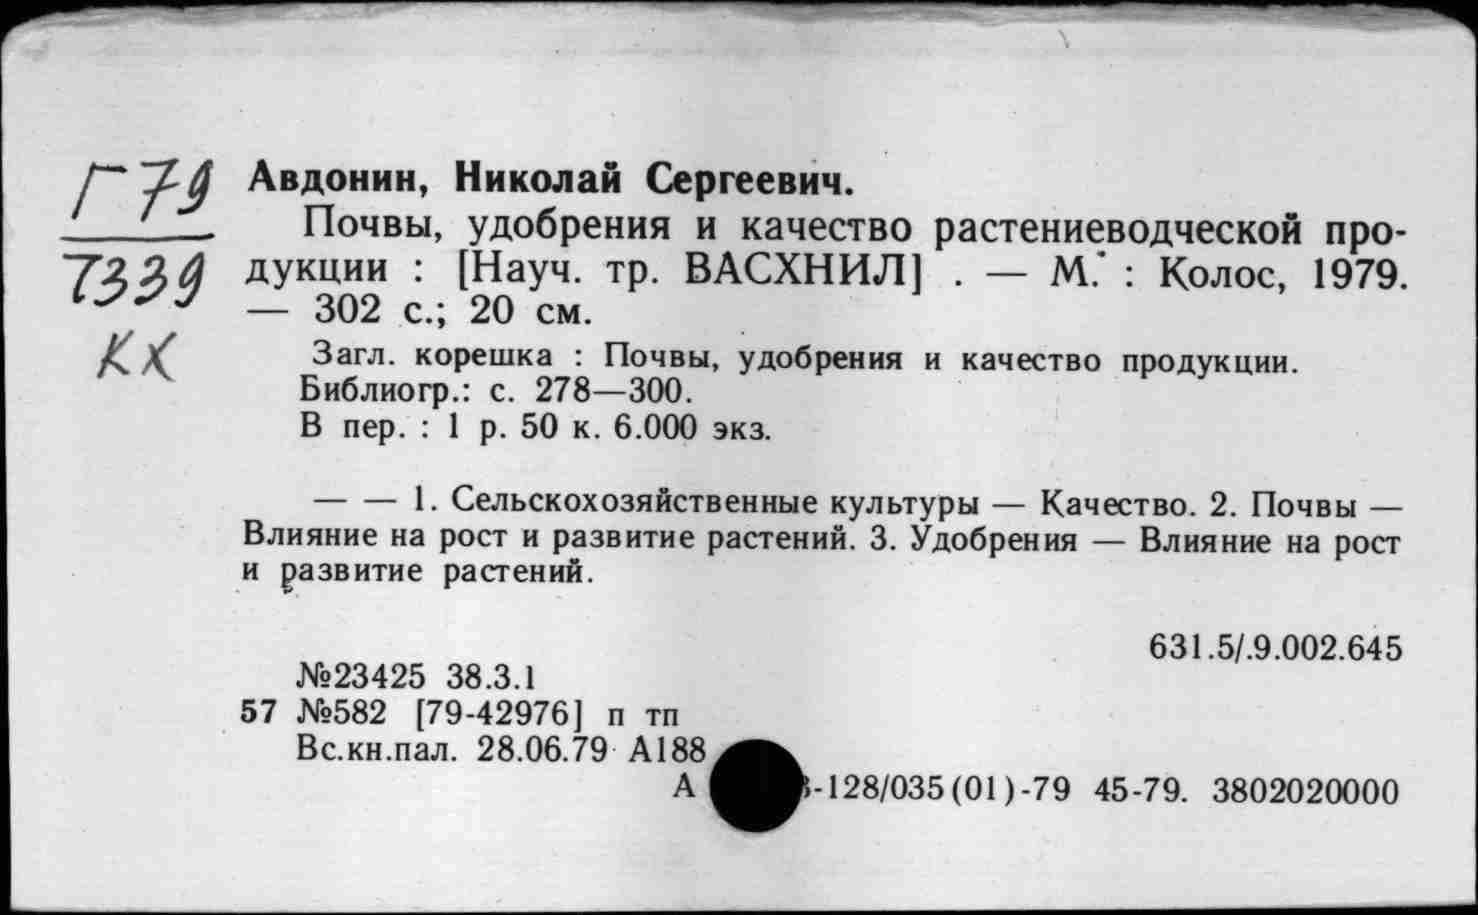 Г 79
7339
КХ
Авдонин, Николай Сергеевич.
Почвы, удобрения и качество растениеводческой про-
дукции : [Науч. тр. ВАСХНИЛ] . — М. : Колос, 1979.
— 302 с.; 20 см.
Загл. корешка : Почвы, удобрения и качество продукции.
Библиогр.: с. 278—300.
В пер. : 1 р. 50 к. 6.000 экз.
— — 1. Сельскохозяйственные культуры — Качество. 2. Почвы —
Влияние на рост и развитие растений. 3. Удобрения — Влияние на рост
и развитие растений.
631.5/.9.002.645
№23425 38.3.1
57 №582 [79-42976] п тп
Вс.кн.пал. 28.06.79 А188
А -128/035(01)-79 45-79. 3802020000